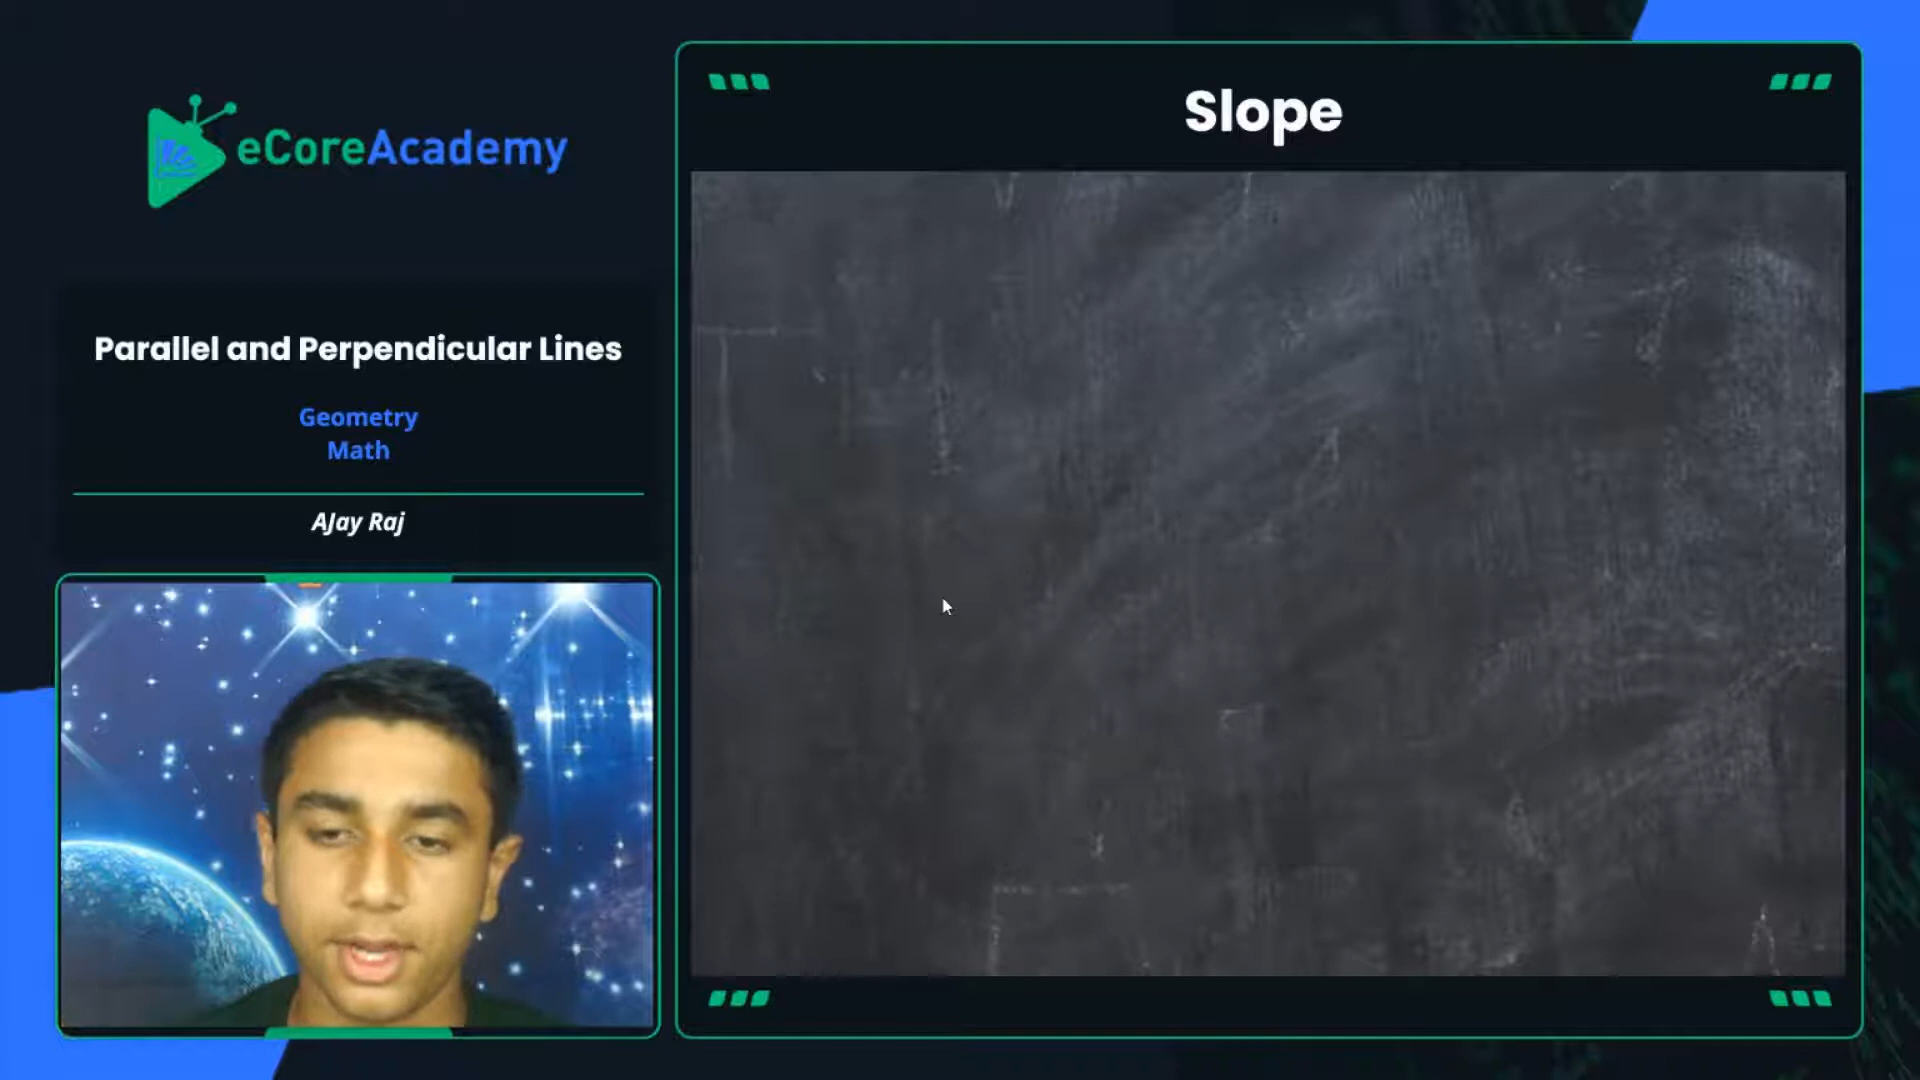 eCoreAcademy
Parallel and Perpendicular Lines
Geometry
Math
AJay Raj
Slope